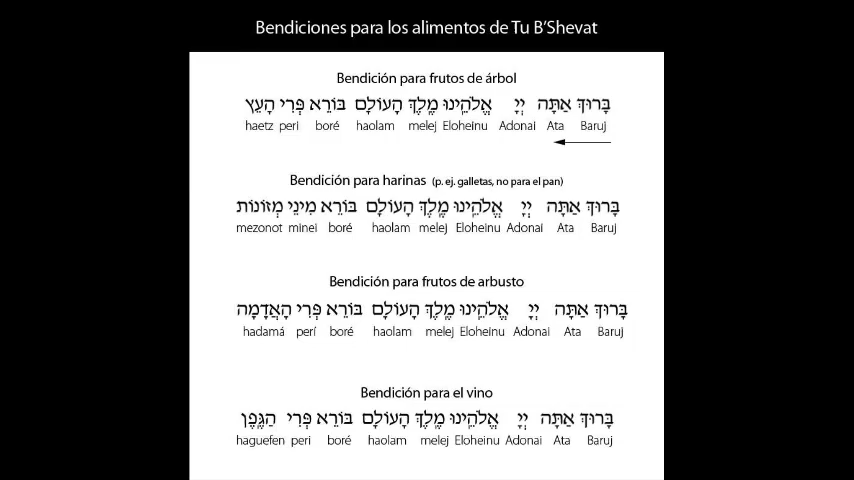 Bendiciones para los alimentos de Tu B'Shevat
Bendición para frutos de árbol
בָּרוּךְ אַתָּה יְיָ אֱלֹהֵֽינוּ מֶֽלֶךְ הָעוֹלָם בּוֹרֵא פְּרִי הָעֵץ
haetz peri boré haolam melej Eloheinu Adonai Ata Baruj
Bendición para harinas (p. ej. galletas, no para el pan)
בָּרוּךְ אַתָּה יְיָ אֱלֹהֵֽינוּ מֶֽלֶךְ הָעוֹלָם בּוֹרֵא מִינֵי מְזוֹנוֹת
mezonot minei boré haolam melej Eloheinu Adonai Ata Baruj
Bendición para frutos de arbusto
בָּרוּךְ אַתָּה יְיָ אֱלֹהֵֽינוּ מֶֽלֶךְ הָעוֹלָם בּוֹרֵא פְּרִי הָאֲדָמָה
hadamá perí boré haolam melej Eloheinu Adonai Ata Baruj
Bendición para el vino
בָּרוּךְ אַתָּה יְיָ אֱלֹהֵֽינוּ מֶֽלֶךְ הָעוֹלָם בּוֹרֵא פְּרִי הַגֶּֽפֶן
haguefen peri boré haolam melej Eloheinu Adonai Ata Baruj